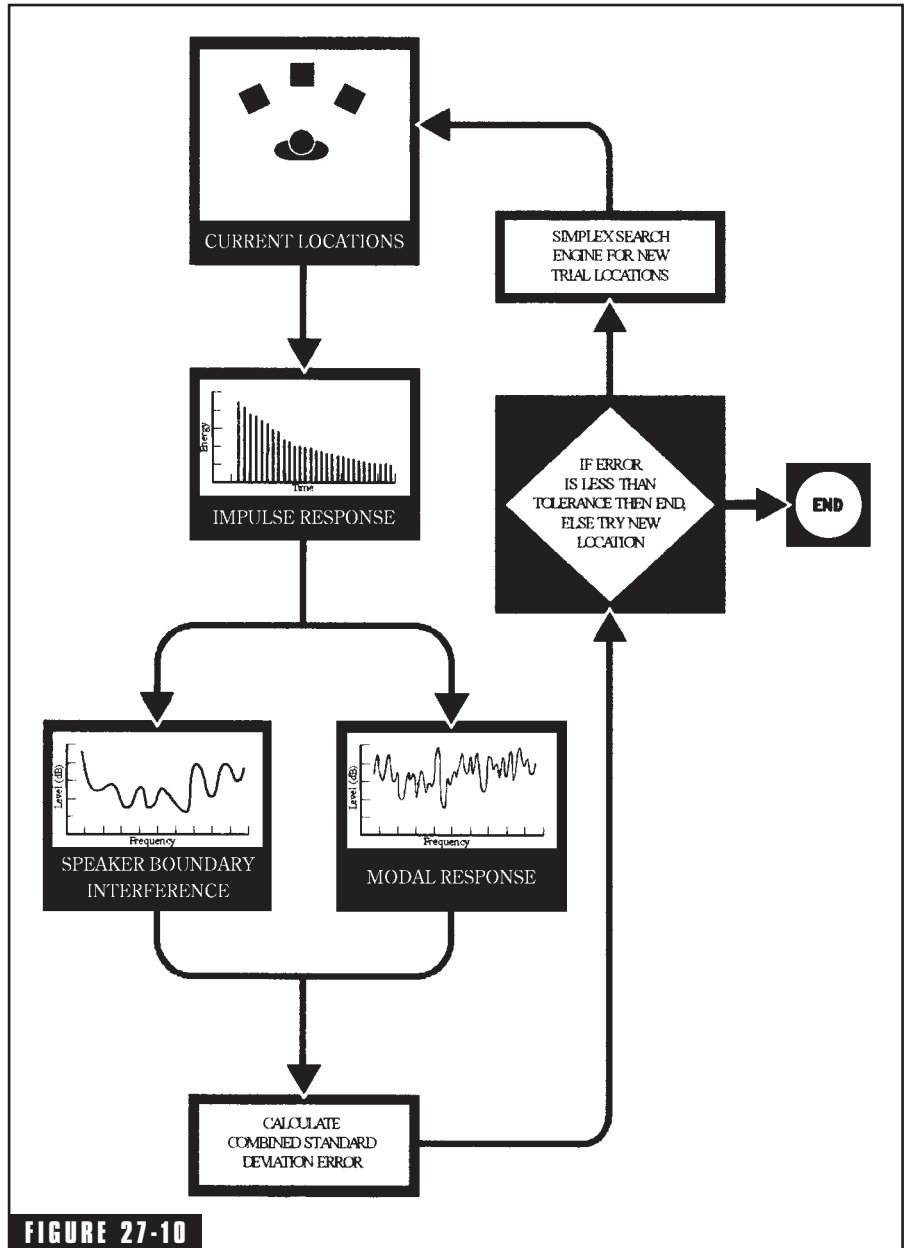 CURRENT LOCATIONS
SIMPLEX SEARCH
ENGINE FOR NEW
TRIAL LOCATIONS
Energy
Time
IMPULSE RESPONSE
IF ERROR
IS LESS THAN
TOLERANCE THEN END,
ELSE TRY NEW
LOCATION
END
Level (dB)
Frequency
SPEAKER BOUNDARY
INTERFERENCE
Level (dB)
Frequency
MODAL RESPONSE
CALCULATE
COMBINED STANDARD
DEVIATION ERROR
FIGURE 27-10